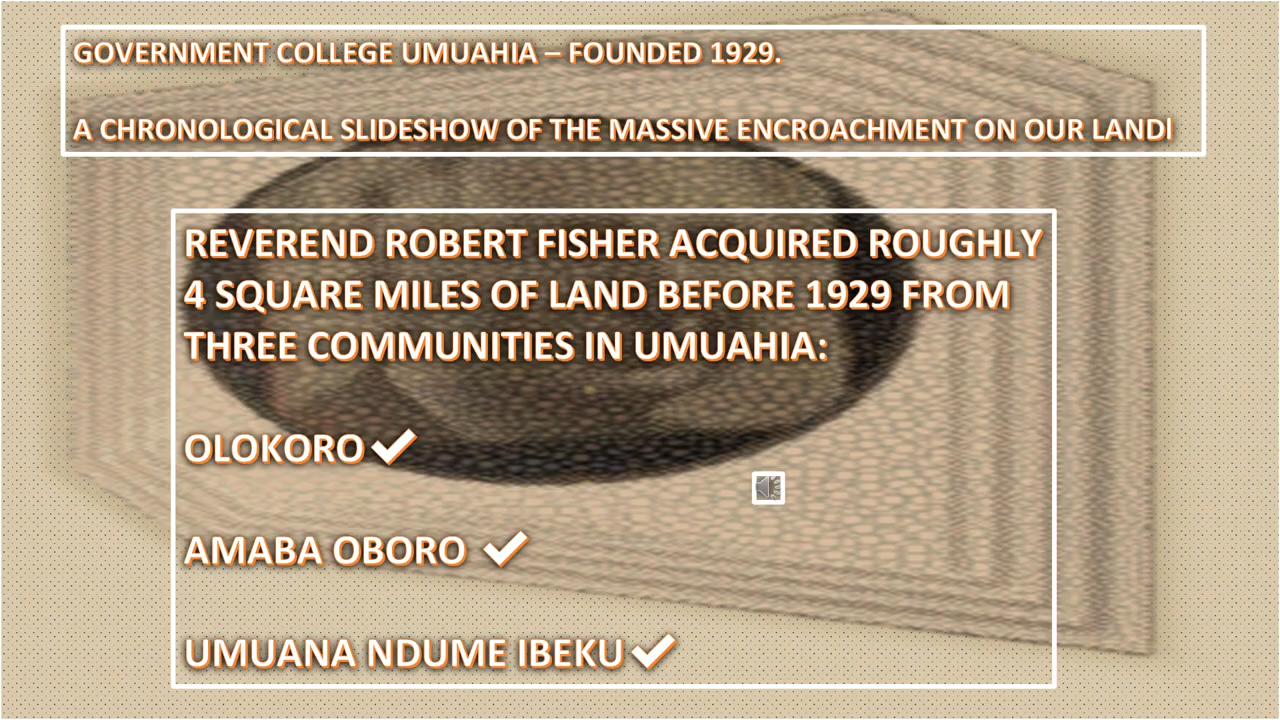 GOVERNMENT COLLEGE UMUAHIA – FOUNDED 1929.
A CHRONOLOGICAL SLIDESHOW OF THE MASSIVE ENCROACHMENT ON OUR LAND!
REVEREND ROBERT FISHER ACQUIRED ROUGHLY
4 SQUARE MILES OF LAND BEFORE 1929 FROM
THREE COMMUNITIES IN UMUAHIA:
OLOKORO ✔
AMABA OBORO ✔
UMUANA NDUME IBEKU ✔